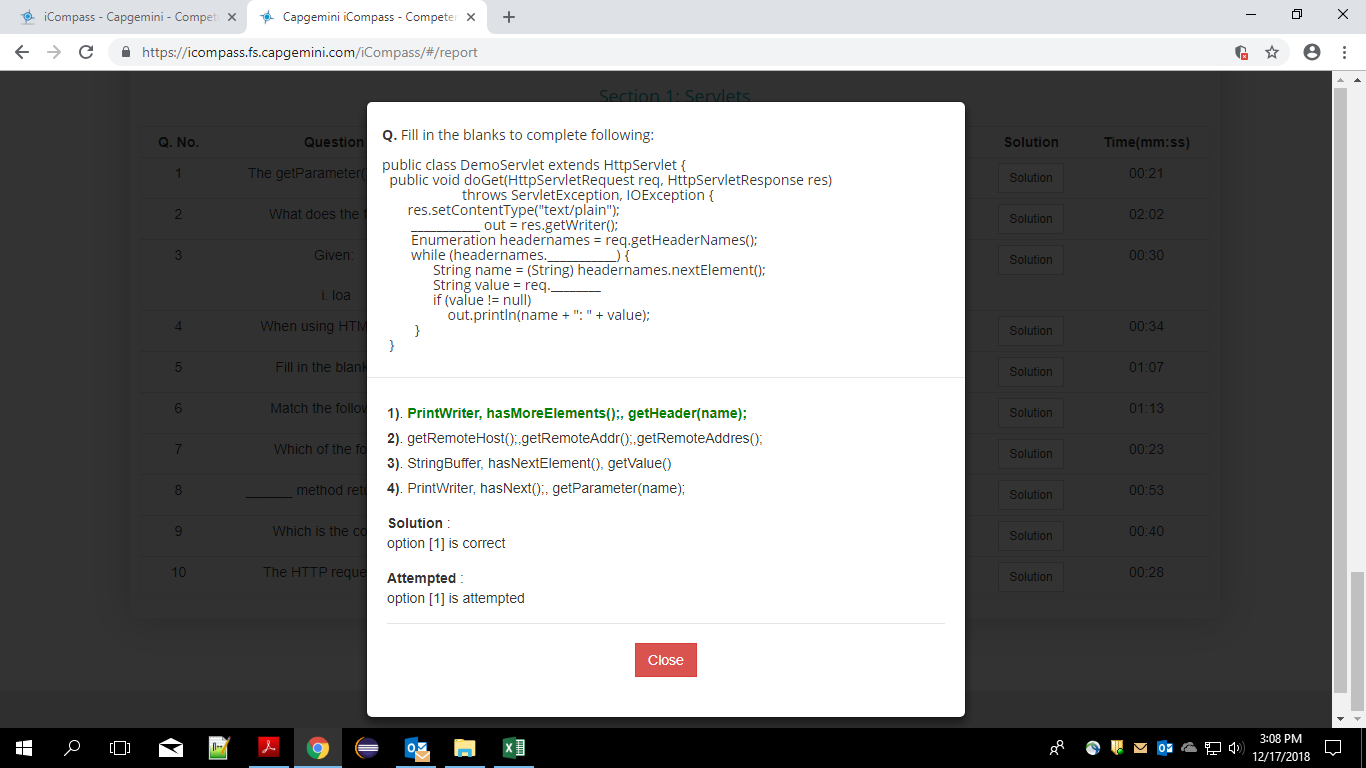 iCompass - Capgemini - Compet
Capgemini iCompass - Competen
https://icompass.fs.capgemini.com/iCompass/#/report
Section 1: Servlets
Q. No. Question Solution Time(mm:ss)
1 The getParameter( Solution 00:21
2 What does the Solution 02:02
3 Given: Solution 00:30
i. loa
4 When using HTM Solution 00:34
5 Fill in the blank Solution 01:07
6 Match the follow Solution 01:13
7 Which of the fo Solution 00:23
8 ______ method retu Solution 00:53
9 Which is the co Solution 00:40
10 The HTTP reque Solution 00:28
Q. Fill in the blanks to complete following:
public class DemoServlet extends HttpServlet {
public void doGet(HttpServletRequest req, HttpServletResponse res)
throws ServletException, IOException {
res.setContentType("text/plain");
___________ out = res.getWriter();
Enumeration headernames = req.getHeaderNames();
while (headernames.___________) {
String name = (String) headernames.nextElement();
String value = req.________
if (value != null)
out.println(name + ": " + value);
}
}
1). PrintWriter, hasMoreElements();, getHeader(name);
2). getRemoteHost();,getRemoteAddr();,getRemoteAddres();
3). StringBuffer, hasNextElement(), getValue()
4). PrintWriter, hasNext();, getParameter(name);
Solution :
option [1] is correct
Attempted :
option [1] is attempted
Close
3:08 PM
12/17/2018